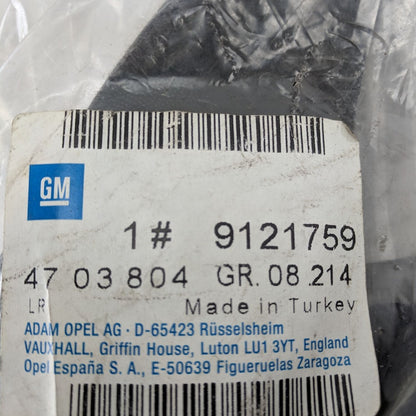 GM
1# 9121759
47 03 804 GR. 08.214
LR Made in Turkey
ADAM OPEL AG · D-65423 Rüsselsheim
VAUXHALL, Griffin House, Luton LU1 3YT, England
Opel España S. A., E-50639 Figueruelas Zaragoza